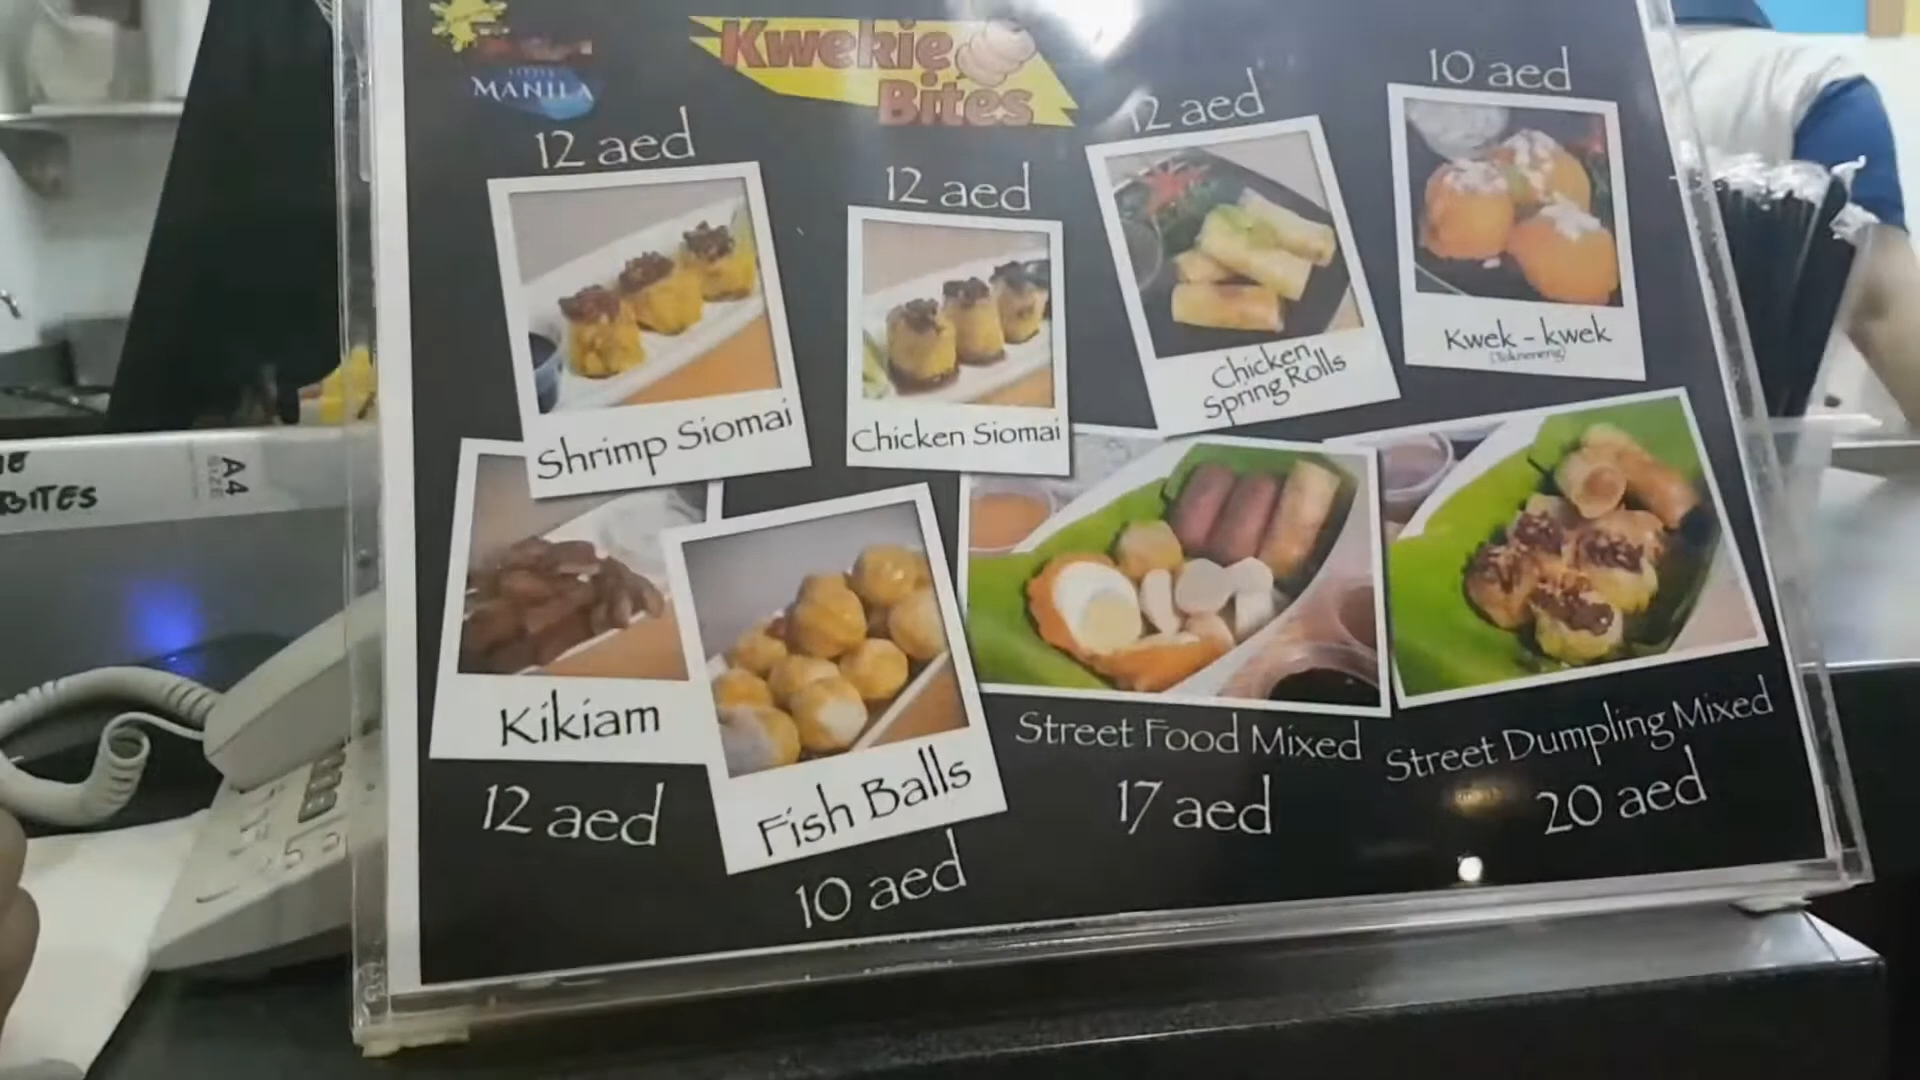 MANILA
Kwekie
Bites
12 aed
12 aed
12 aed
10 aed
Shrimp Siomai
Chicken Siomai
Chicken
Spring Rolls
Kwek - kwek
(Tokneneng)
Kikiam
12 aed
Fish Balls
10 aed
Street Food Mixed
17 aed
Street Dumpling Mixed
20 aed
BITES
A4
SIZE